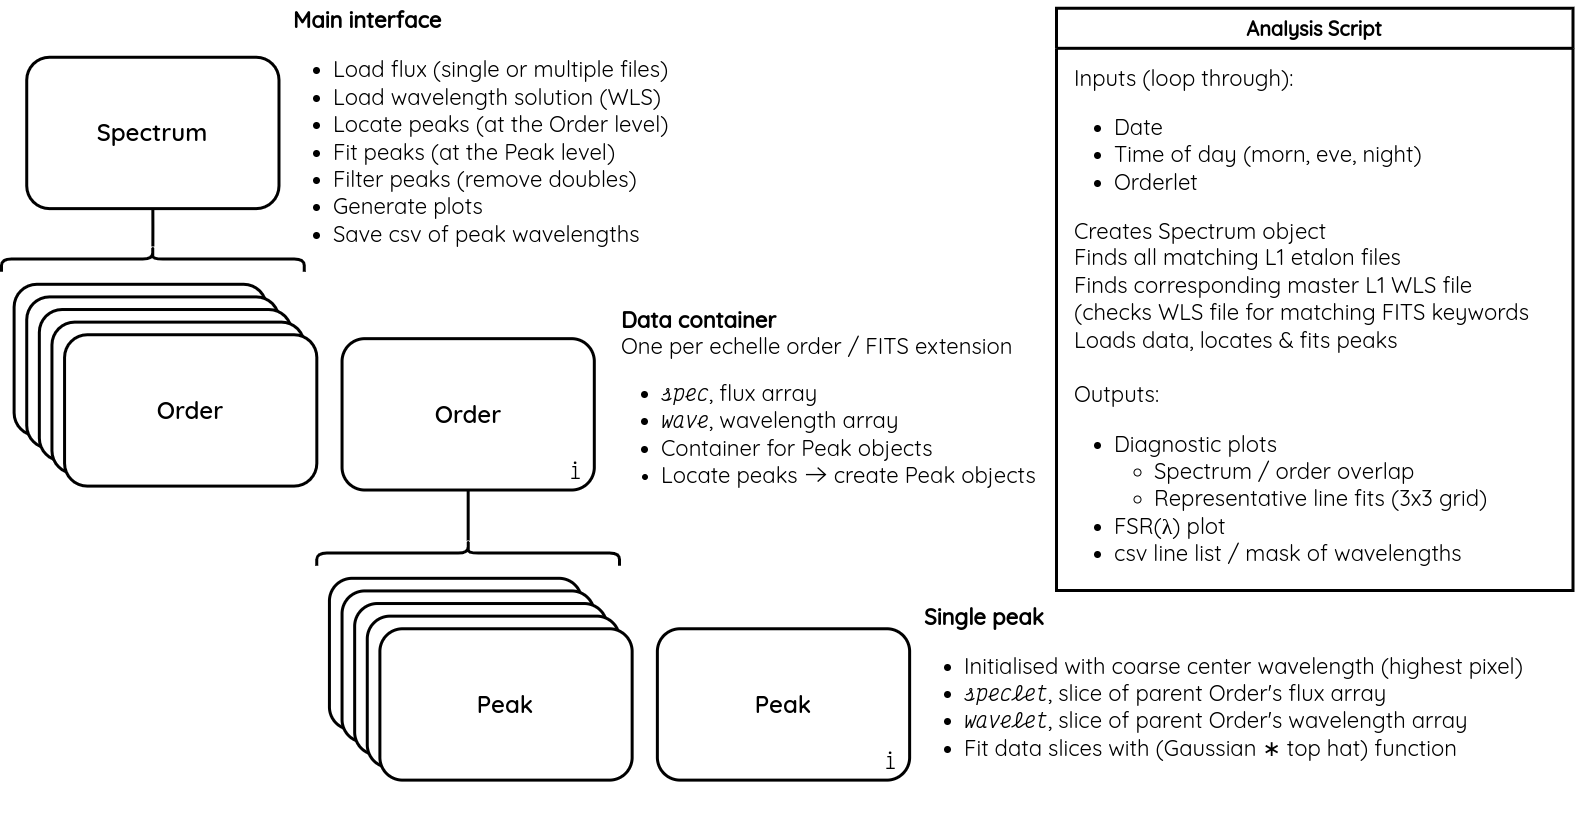 Main interface
Spectrum
• Load flux (single or multiple files)
• Load wavelength solution (WLS)
• Locate peaks (at the Order level)
• Fit peaks (at the Peak level)
• Filter peaks (remove doubles)
• Generate plots
• Save csv of peak wavelengths
Order
Order
i
Data container
One per echelle order / FITS extension
• spec, flux array
• wave, wavelength array
• Container for Peak objects
• Locate peaks → create Peak objects
Peak
Peak
i
Single peak
• Initialised with coarse center wavelength (highest pixel)
• speclet, slice of parent Order's flux array
• wavelet, slice of parent Order's wavelength array
• Fit data slices with (Gaussian ∗ top hat) function
Analysis Script
Inputs (loop through):
• Date
• Time of day (morn, eve, night)
• Orderlet
Creates Spectrum object
Finds all matching L1 etalon files
Finds corresponding master L1 WLS file
(checks WLS file for matching FITS keywords
Loads data, locates & fits peaks
Outputs:
• Diagnostic plots
◦ Spectrum / order overlap
◦ Representative line fits (3x3 grid)
• FSR(λ) plot
• csv line list / mask of wavelengths